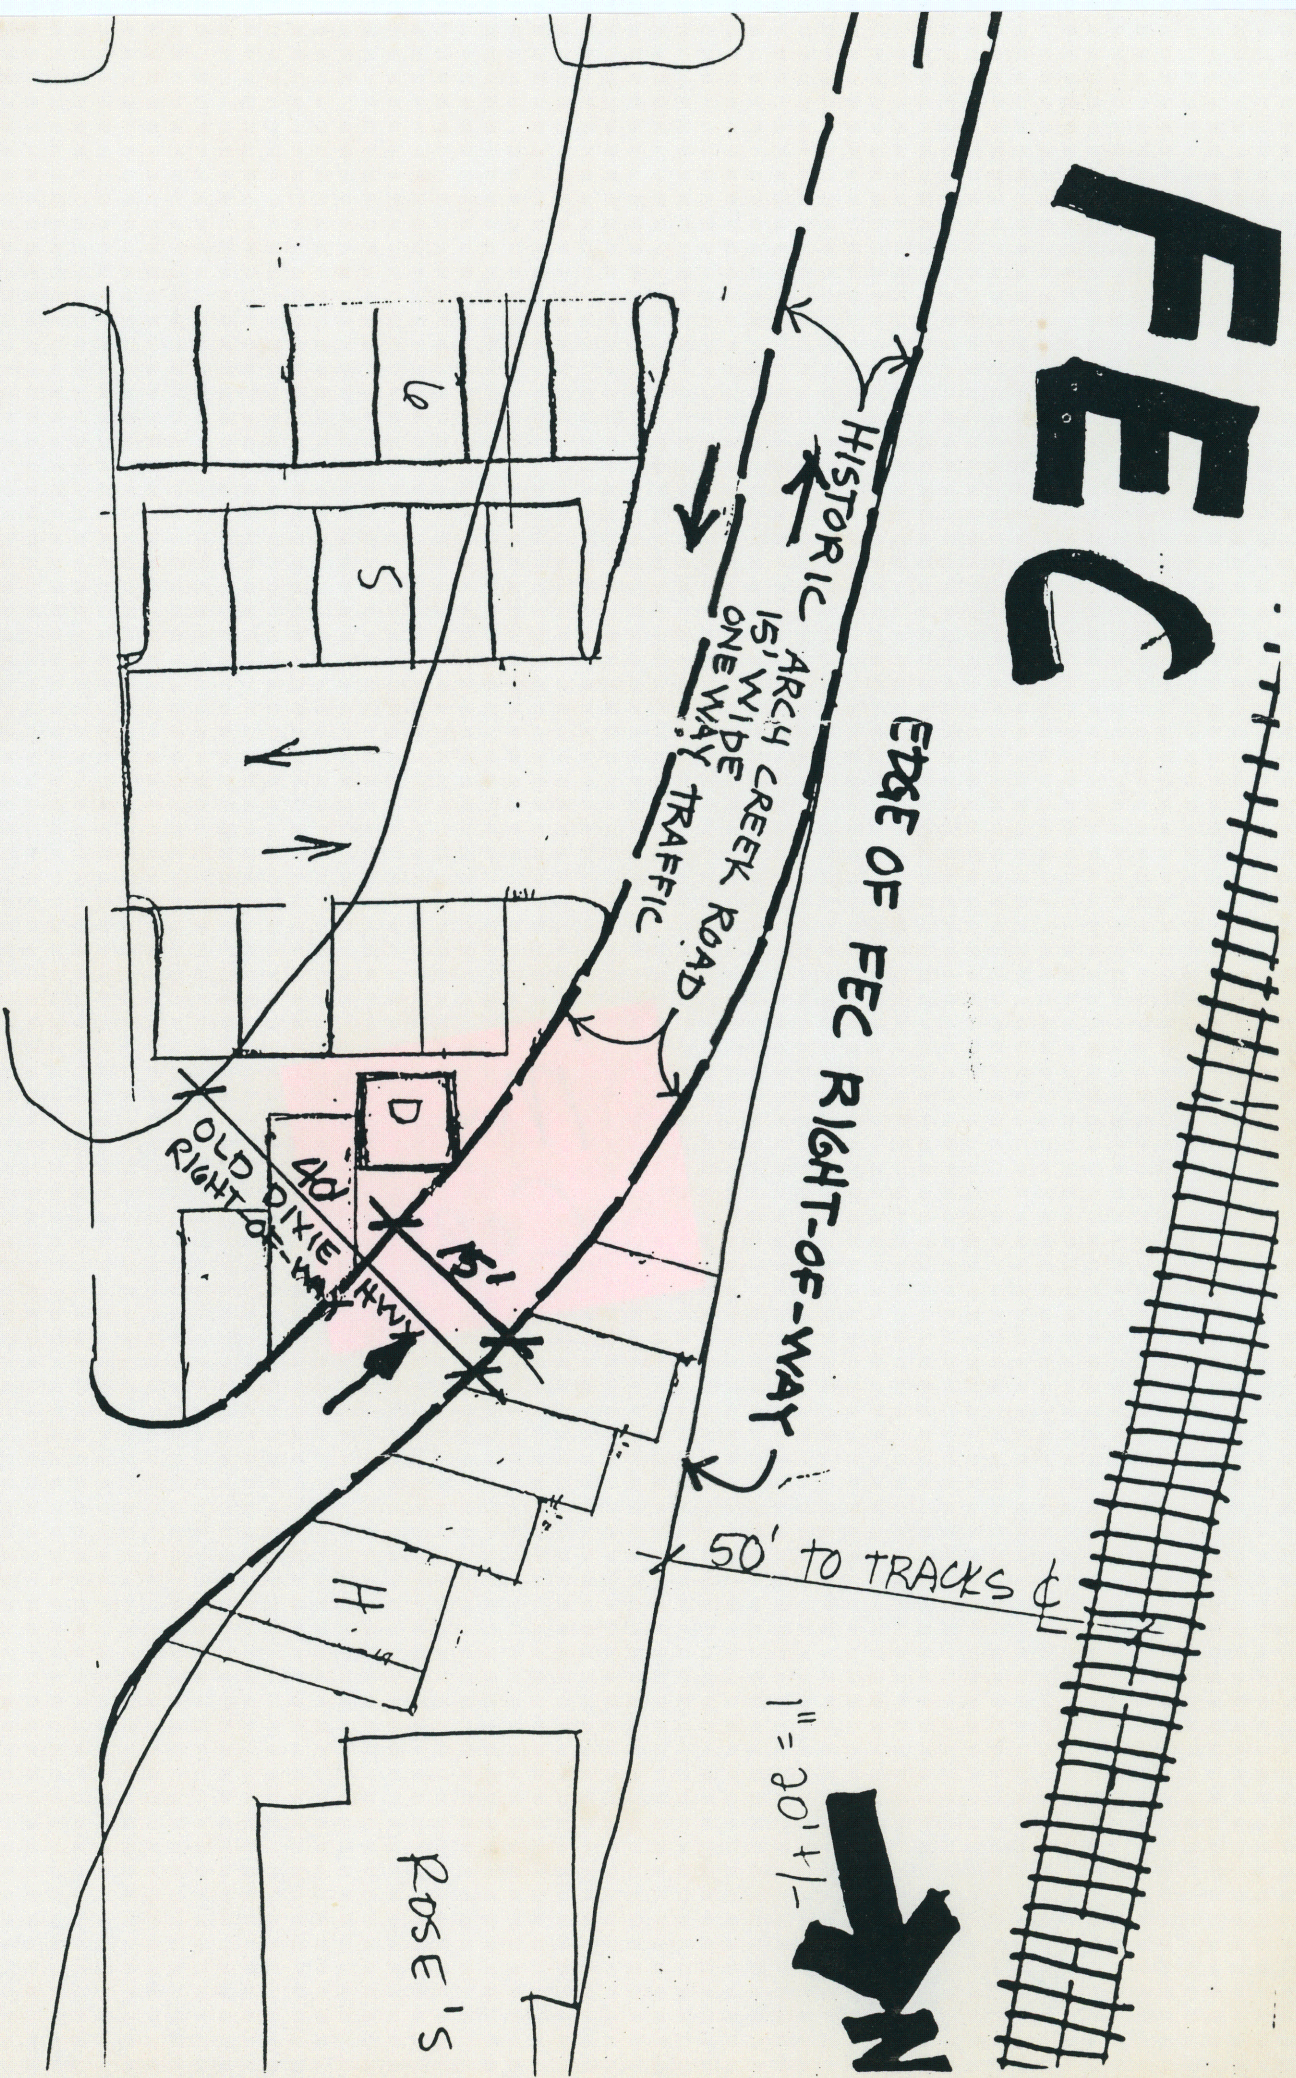 FEC
HISTORIC ARCH CREEK ROAD
15' WIDE
ONE WAY TRAFFIC
EDGE OF FEC RIGHT-OF-WAY
6
5
D
40'
OLD DIXIE HWY
RIGHT-OF-WAY
15'
50' TO TRACKS ℄
H
1" = 20' +/-
N
ROSE'S